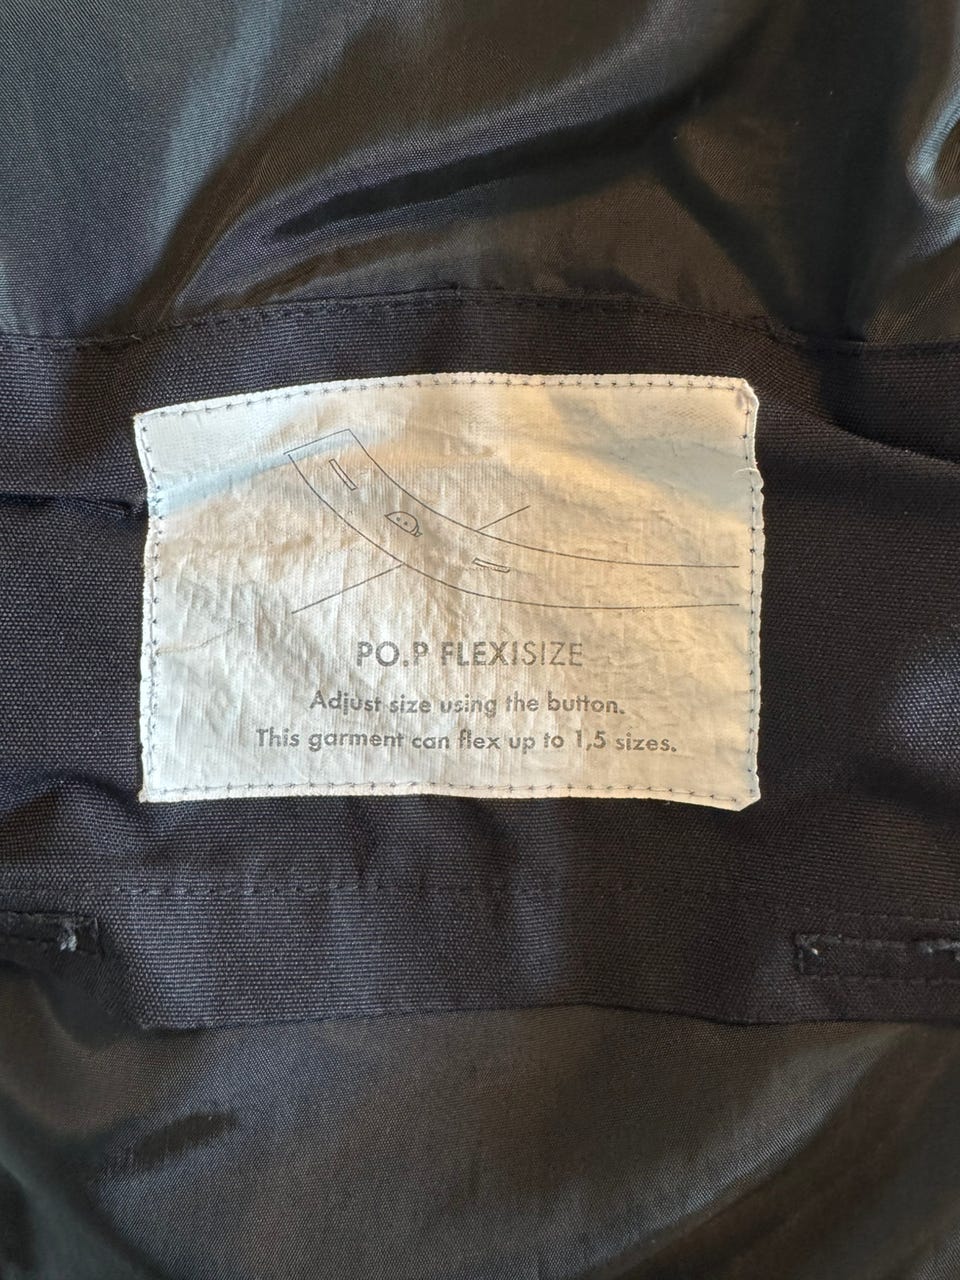 PO.P FLEXISIZE
Adjust size using the button.
This garment can flex up to 1,5 sizes.